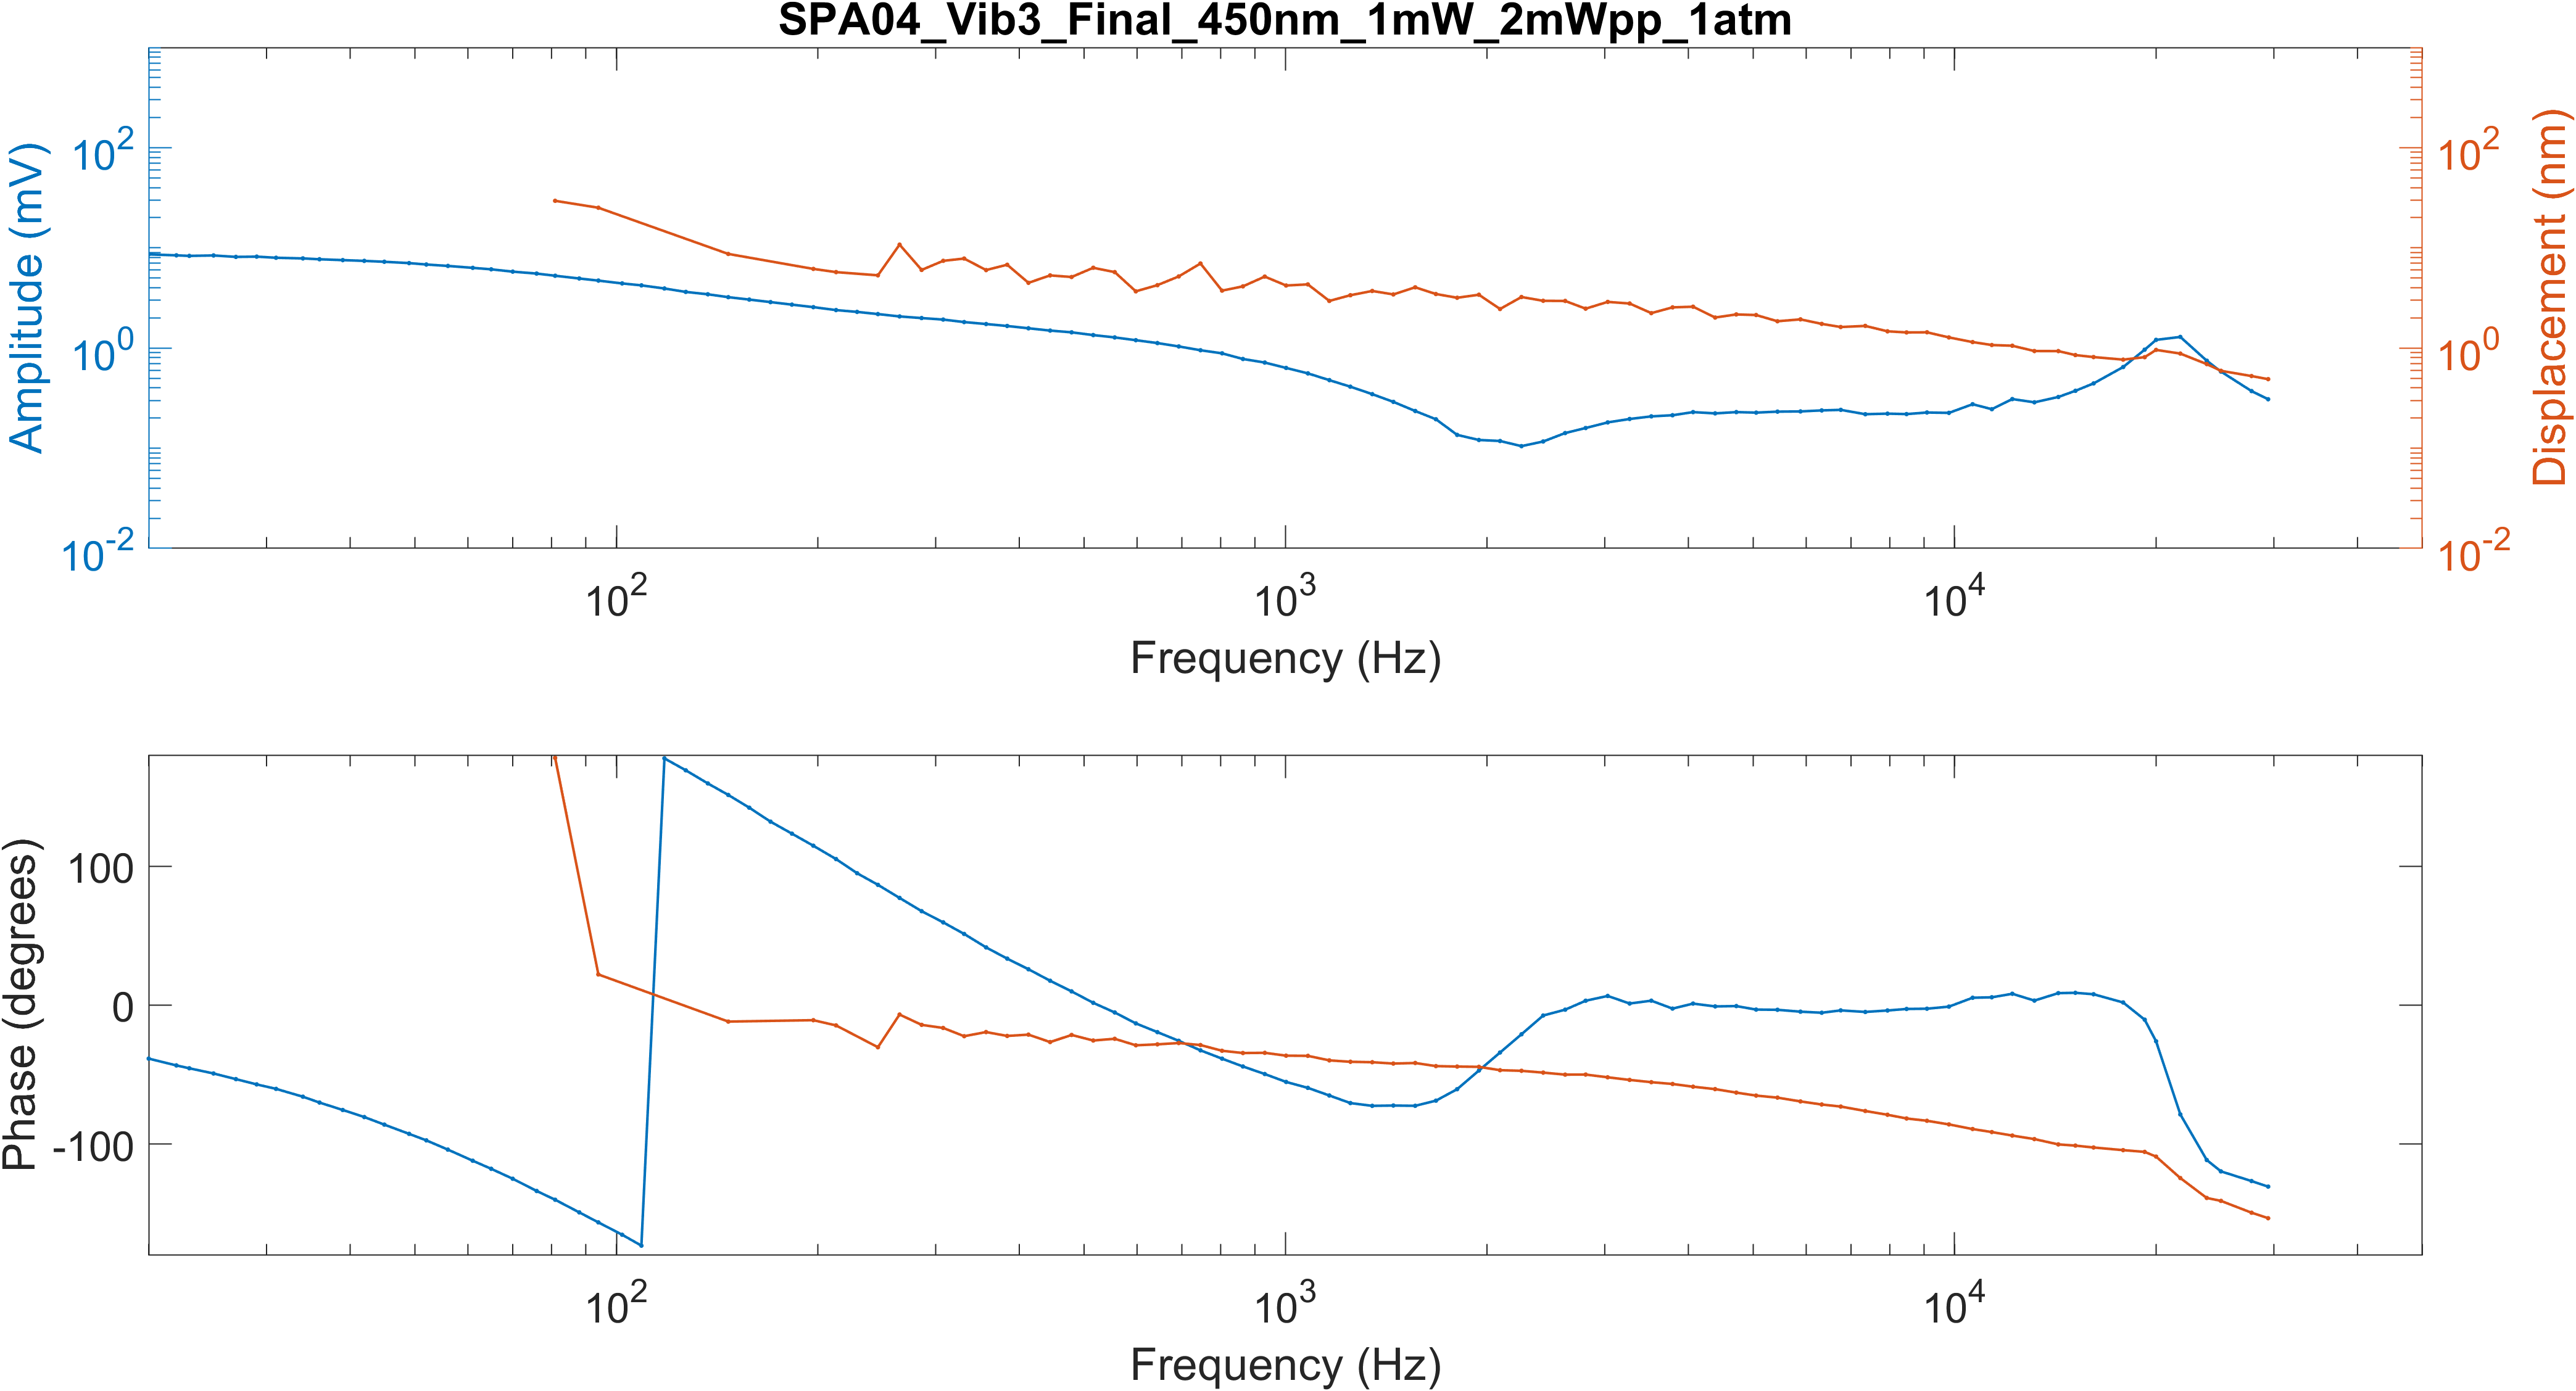 SPA04_Vib3_Final_450nm_1mW_2mWpp_1atm
Amplitude (mV)
10^2
10^0
10^-2
10^2
10^0
10^-2
Displacement (nm)
10^2
10^3
10^4
Frequency (Hz)
Phase (degrees)
100
0
-100
10^2
10^3
10^4
Frequency (Hz)